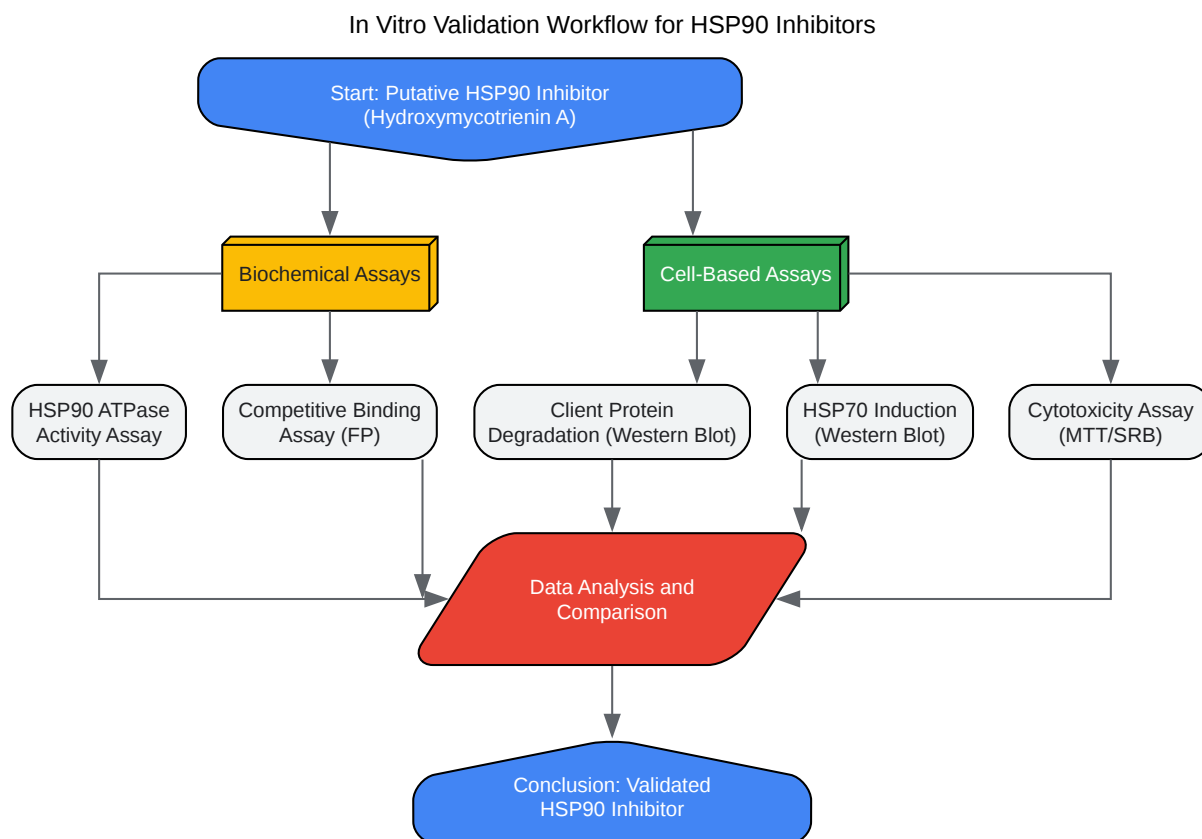 In Vitro Validation Workflow for HSP90 Inhibitors
Start: Putative HSP90 Inhibitor
(Hydroxymycotrienin A)
Biochemical Assays
Cell-Based Assays
HSP90 ATPase
Activity Assay
Competitive Binding
Assay (FP)
Client Protein
Degradation (Western Blot)
HSP70 Induction
(Western Blot)
Cytotoxicity Assay
(MTT/SRB)
Data Analysis and
Comparison
Conclusion: Validated
HSP90 Inhibitor